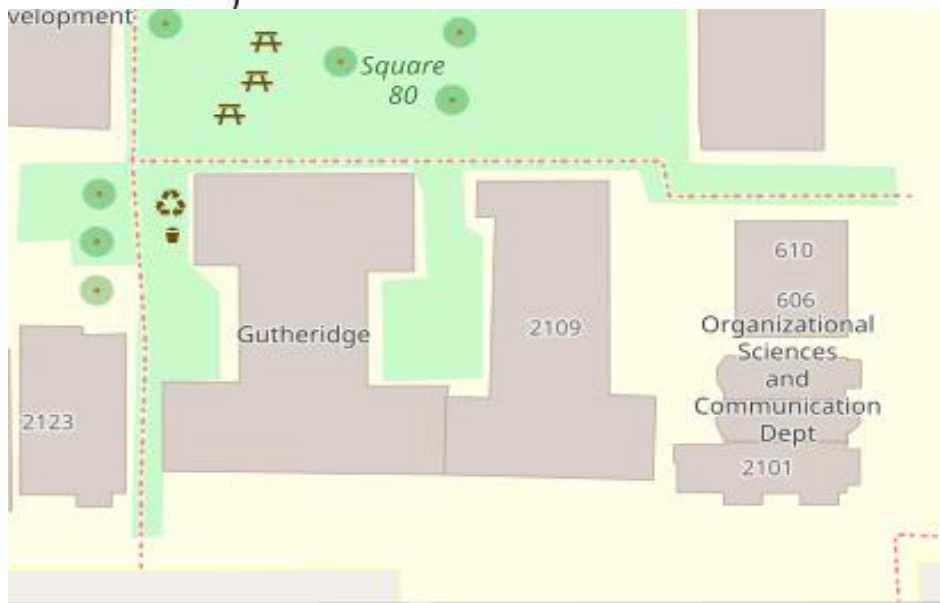 velopment
Square
80
610
606
Organizational
Sciences
and
Communication
Dept
Gutheridge
2109
2123
2101